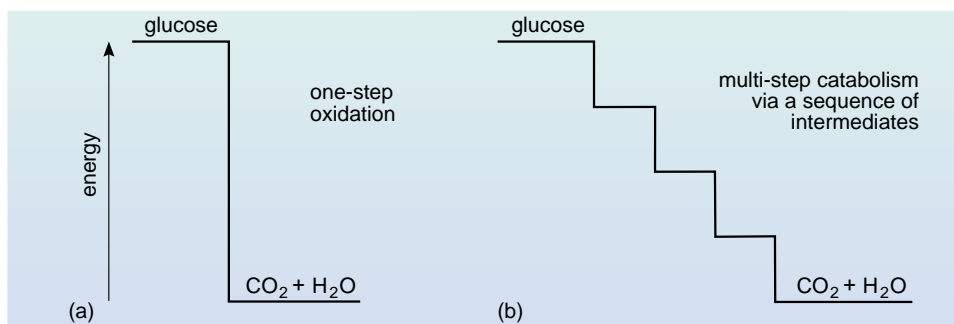 glucose
energy
one-step
oxidation
CO₂ + H₂O
(a)
glucose
multi-step catabolism
via a sequence of
intermediates
CO₂ + H₂O
(b)